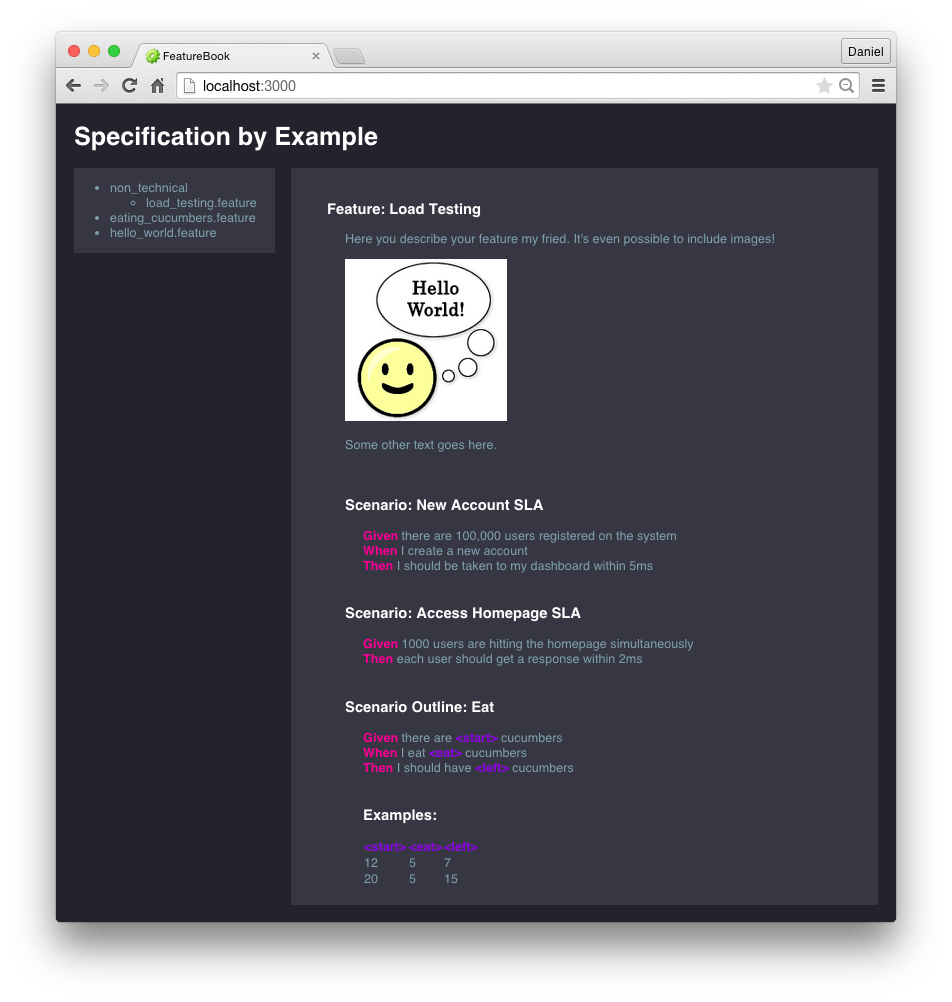 FeatureBook
Daniel
localhost:3000
Specification by Example
non_technical
load_testing.feature
eating_cucumbers.feature
hello_world.feature
Feature: Load Testing
Here you describe your feature my fried. It's even possible to include images!
Hello
World!
Some other text goes here.
Scenario: New Account SLA
Given there are 100,000 users registered on the system
When I create a new account
Then I should be taken to my dashboard within 5ms
Scenario: Access Homepage SLA
Given 1000 users are hitting the homepage simultaneously
Then each user should get a response within 2ms
Scenario Outline: Eat
Given there are <start> cucumbers
When I eat <eat> cucumbers
Then I should have <left> cucumbers
Examples:
<start> <eat> <left>
12 5 7
20 5 15